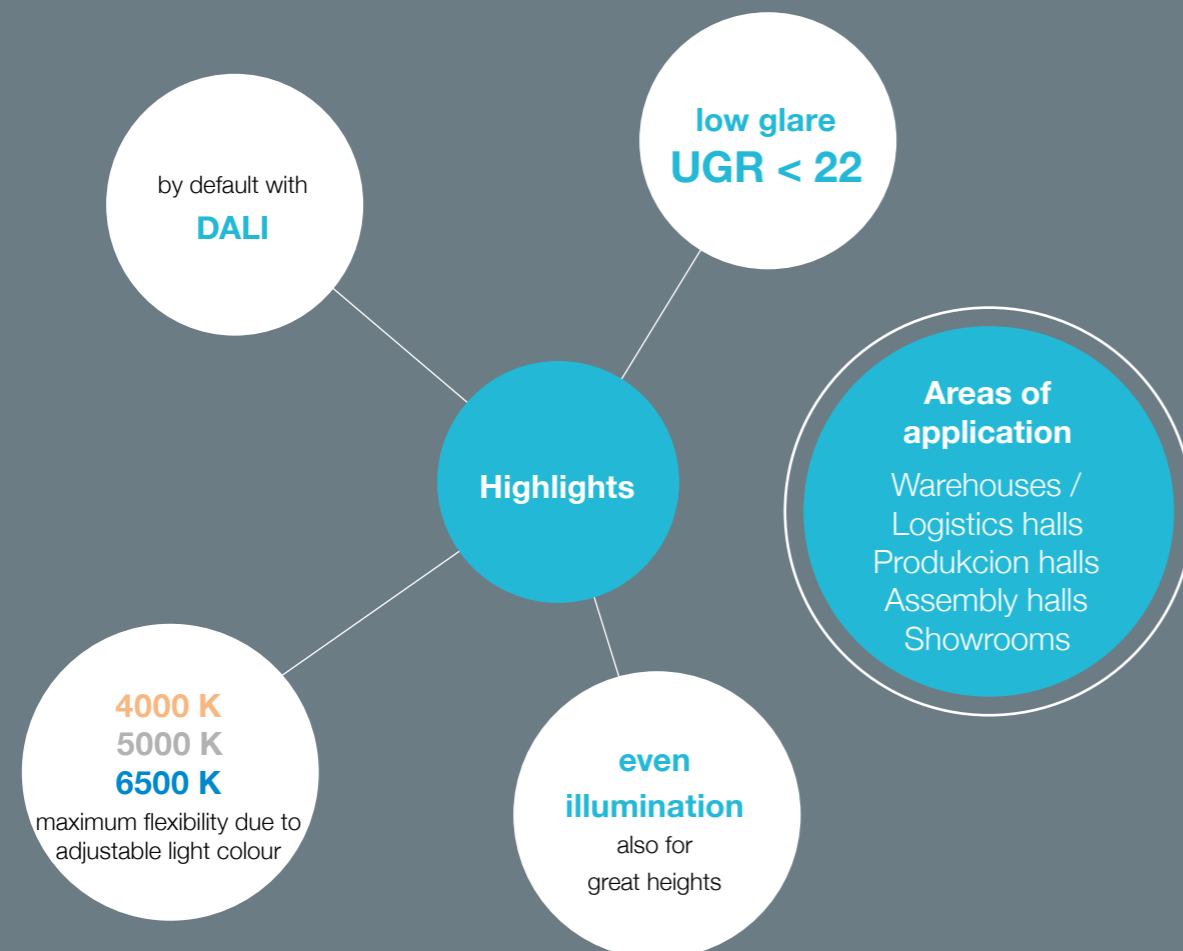 by default with
DALI
low glare
UGR < 22
Highlights
Areas of
application
Warehouses /
Logistics halls
Produkcion halls
Assembly halls
Showrooms
4000 K
5000 K
6500 K
maximum flexibility due to
adjustable light colour
even
illumination
also for
great heights